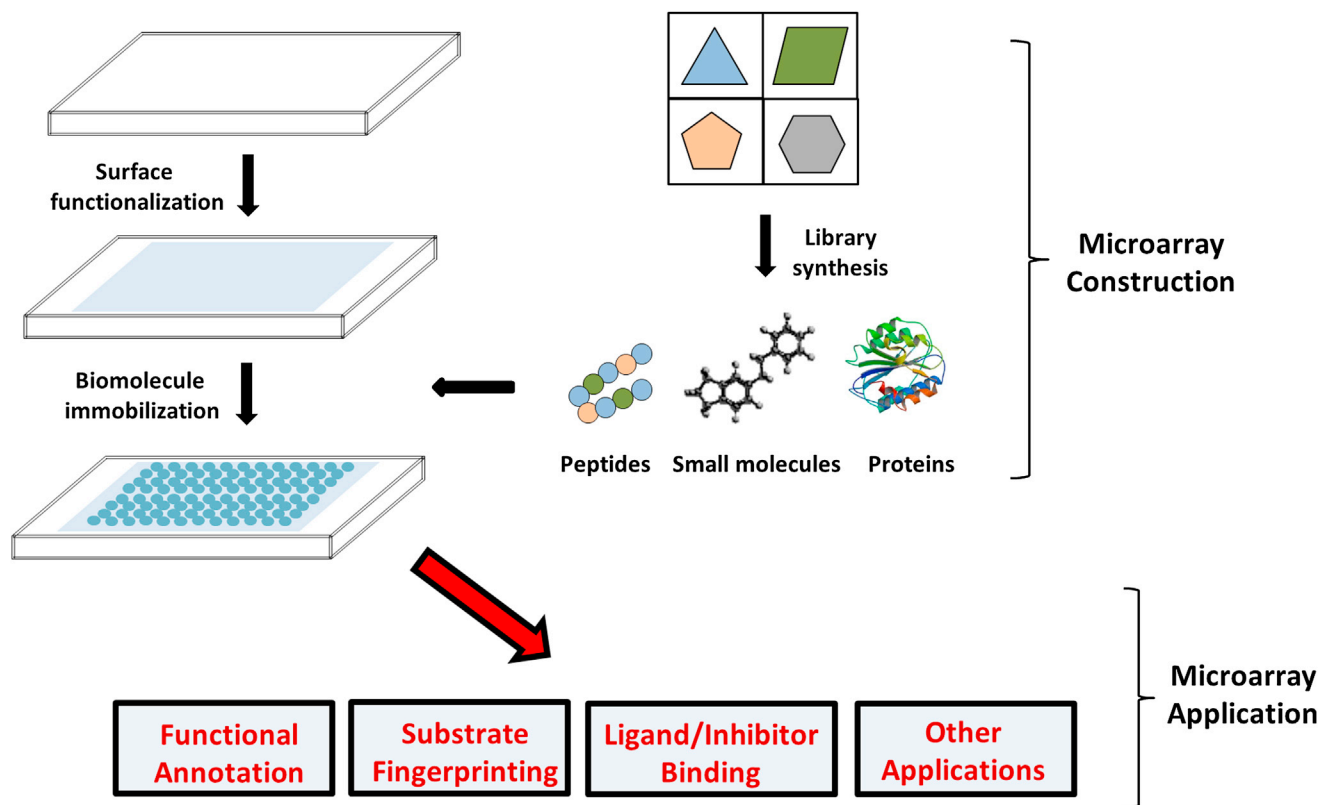 Surface
functionalization
Library
synthesis
Microarray
Construction
Biomolecule
immobilization
Peptides
Small molecules
Proteins
Microarray
Application
Functional
Annotation
Substrate
Fingerprinting
Ligand/Inhibitor
Binding
Other
Applications